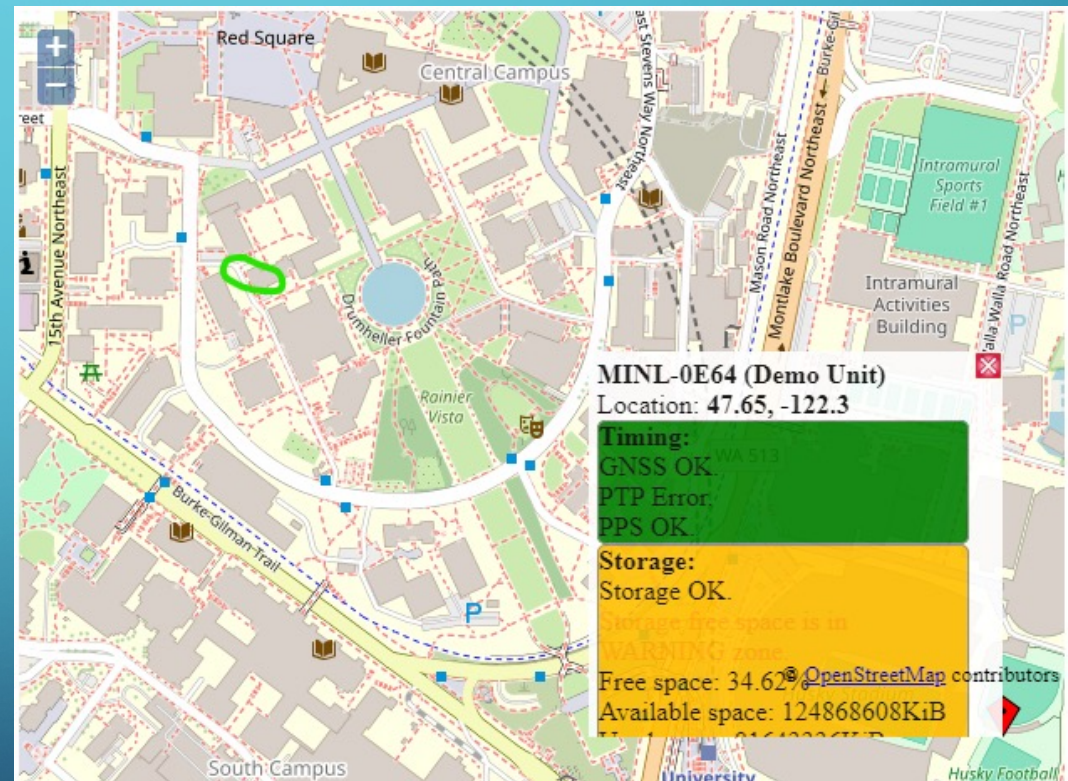 +
−
Red Square
Central Campus
East Stevens Way Northeast
Burke-
Montlake Boulevard Northeast
Mason Road Northeast
Intramural
Sports
Field #1
Intramural
Activities
Building
Walla Walla Road Northeast
P
eet
15th Avenue Northeast
i
Drumheller Fountain Path
Rainier
Vista
Burke-Gilman Trail
P
South Campus
University
Husky Football
MINL-0E64 (Demo Unit)
Location: 47.65, -122.3
Timing:
GNSS OK.
PTP Error.
PPS OK.
WA 513
Storage:
Storage OK.
Storage free space is in
WARNING zone.
Free space: 34.62%
© OpenStreetMap contributors
Available space: 124868608KiB